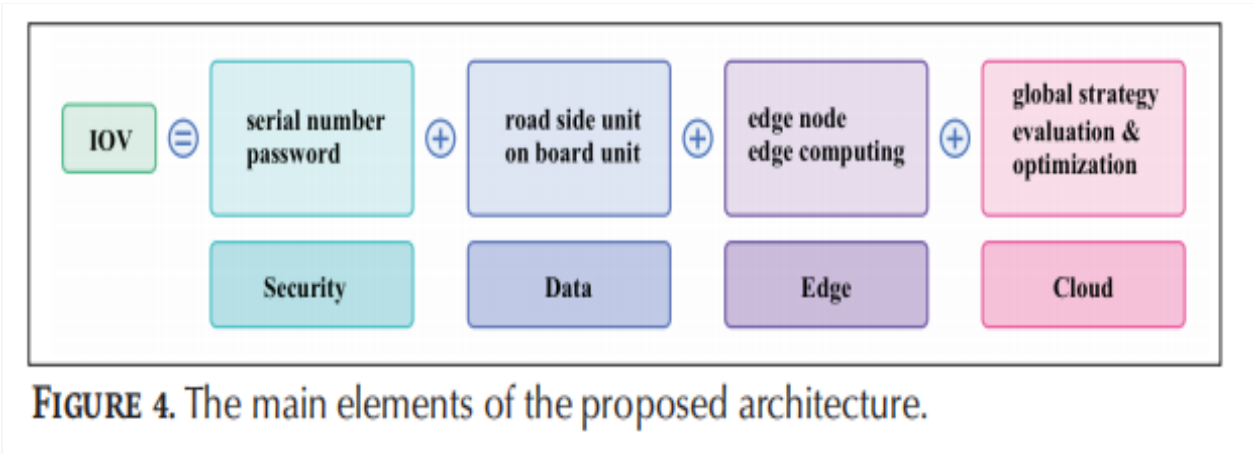 IOV = serial number + road side unit + edge node + global strategy
password on board unit edge computing evaluation &
optimization
Security Data Edge Cloud
FIGURE 4. The main elements of the proposed architecture.